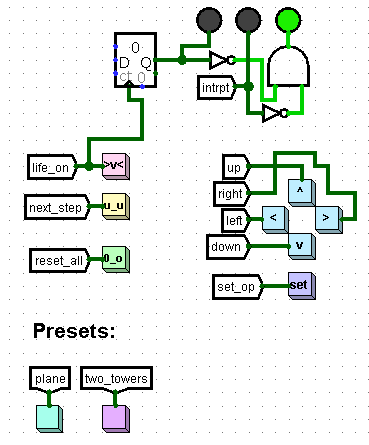 0
D Q
ct 0
intrpt
life_on >v<
up
right ^
next_step u_u
left < >
down v
reset_all 0_o
set_op set
Presets:
plane two_towers